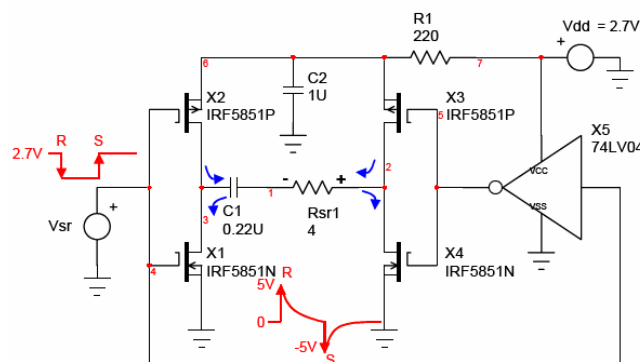 R1
220
Vdd = 2.7V
+
6
7
X2
IRF5851P
C2
1U
X3
IRF5851P
5
X5
74LV04
R
S
2.7V
VCC
- +
2
1
Vsr
+
3
C1
0.22U
Rsr1
4
VSS
4
X1
IRF5851N
X4
IRF5851N
5V
R
0
-5V
S